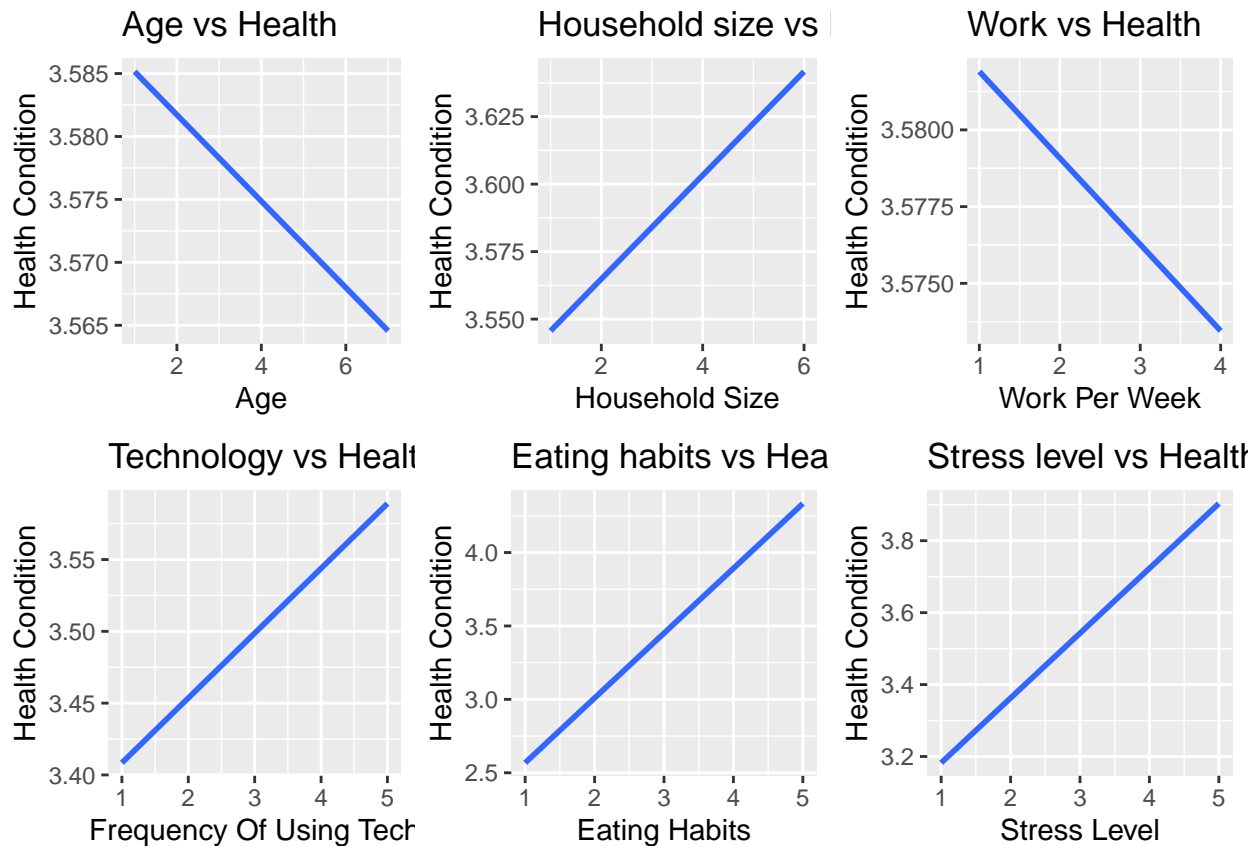 Age vs Health
3.585
3.580
3.575
3.570
3.565
Health Condition
2 4 6
Age
Household size vs
3.625
3.600
3.575
3.550
Health Condition
2 4 6
Household Size
Work vs Health
3.5800
3.5775
3.5750
Health Condition
1 2 3 4
Work Per Week
Technology vs Healt
3.55
3.50
3.45
3.40
Health Condition
1 2 3 4 5
Frequency Of Using Tech
Eating habits vs Hea
4.0
3.5
3.0
2.5
Health Condition
1 2 3 4 5
Eating Habits
Stress level vs Health
3.8
3.6
3.4
3.2
Health Condition
1 2 3 4 5
Stress Level